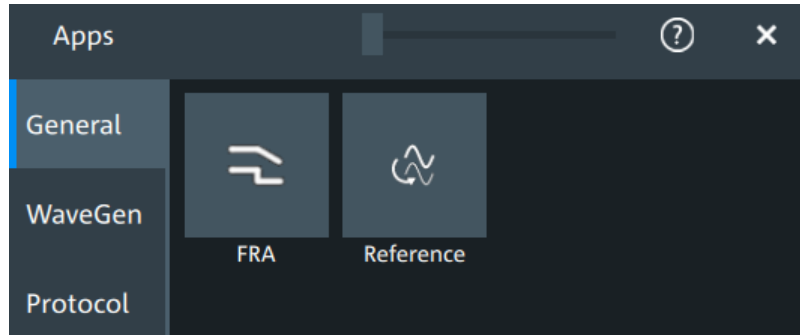 Apps
?
General
WaveGen
Protocol
FRA
Reference